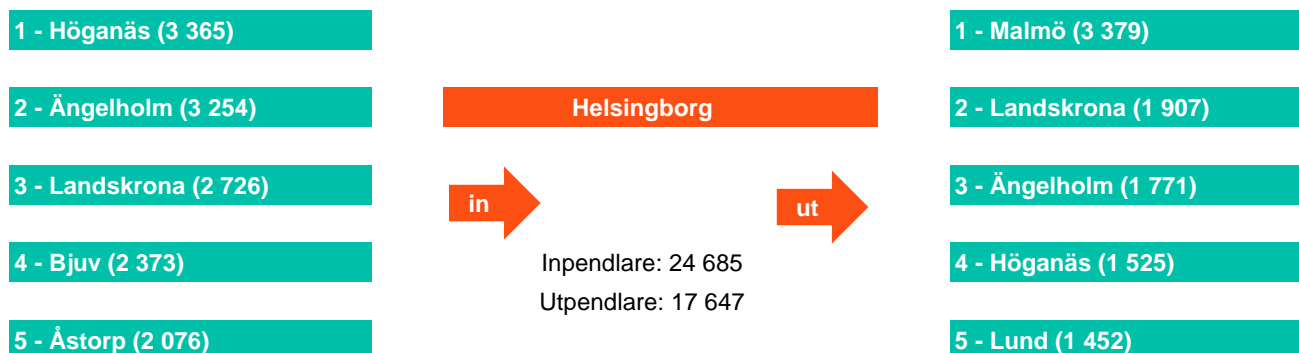 1 - Höganäs (3 365)
2 - Ängelholm (3 254)
3 - Landskrona (2 726)
4 - Bjuv (2 373)
5 - Åstorp (2 076)
Helsingborg
in
ut
Inpendlare: 24 685
Utpendlare: 17 647
1 - Malmö (3 379)
2 - Landskrona (1 907)
3 - Ängelholm (1 771)
4 - Höganäs (1 525)
5 - Lund (1 452)